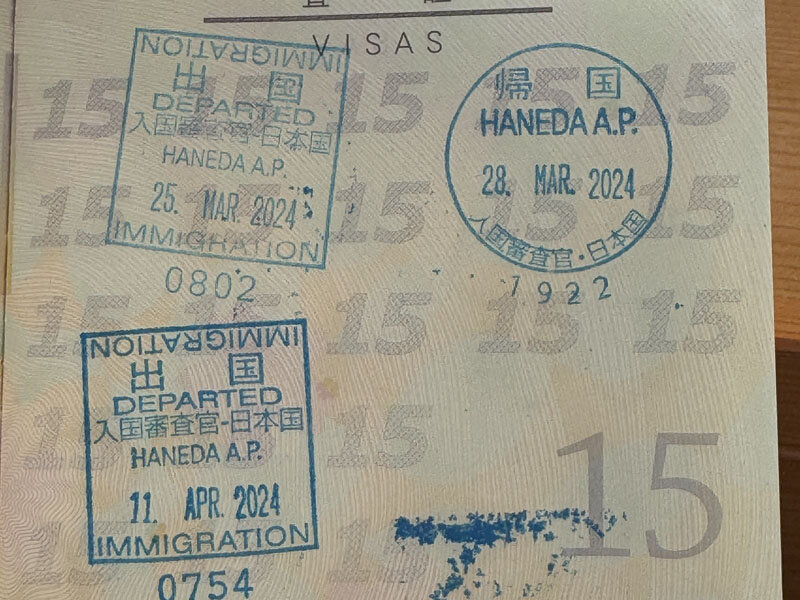 VISAS
IMMIGRATION
出国
DEPARTED
入国審査官-日本国
HANEDA A.P.
25. MAR. 2024
IMMIGRATION
0802
帰国
HANEDA A.P.
28. MAR. 2024
入国審査官・日本国
1922
IMMIGRATION
出国
DEPARTED
入国審査官-日本国
HANEDA A.P.
11. APR. 2024
IMMIGRATION
0754
15